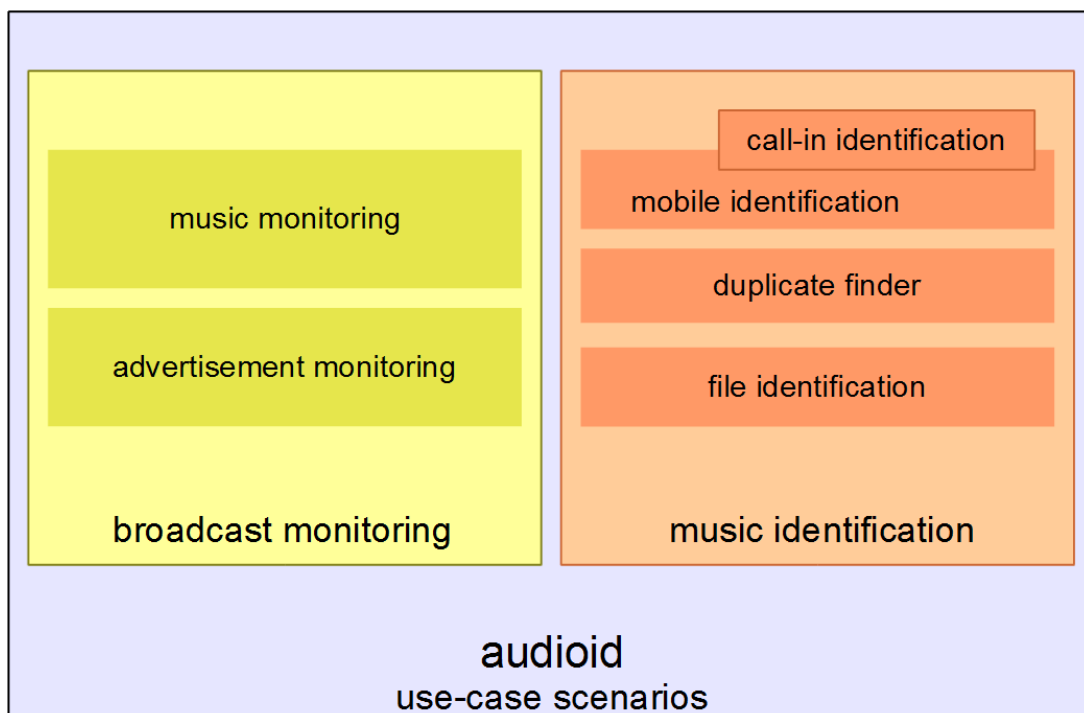 music monitoring
advertisement monitoring
broadcast monitoring
call-in identification
mobile identification
duplicate finder
file identification
music identification
audioid
use-case scenarios